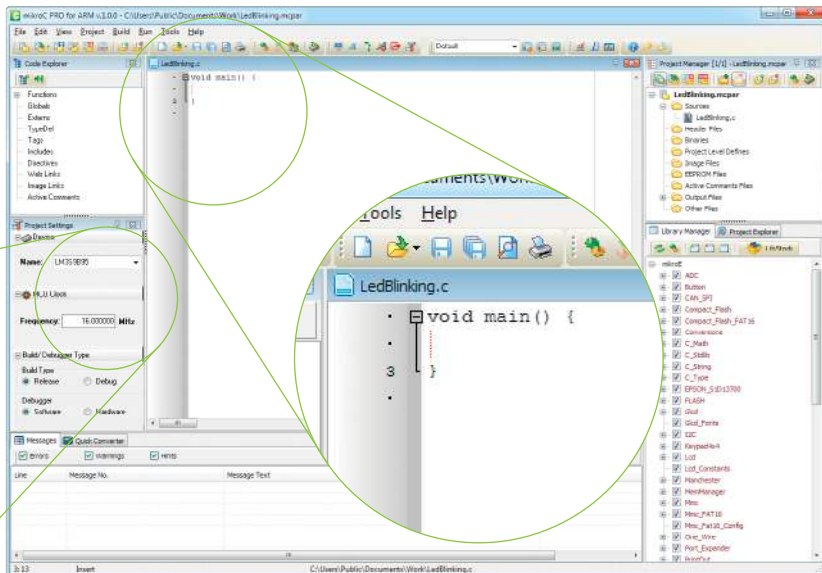 mikroC PRO for ARM v.1.0.0 - C:\Users\Public\Documents\Work\LedBlinking.mcpar
File Edit View Project Build Run Tools Help
Default
Code Explorer
Functions
Globals
Externs
TypeDef
Tags
Includes
Directives
Web Links
Image Links
Active Comments
Project Settings
Device
Name: LM3S9B95
MCU Clock
Frequency: 16.000000 MHz
Build/Debugger Type
Build Type
Release Debug
Debugger
Software Hardware
LedBlinking.c
void main() {
3 }
ocuments\Wor
Tools Help
LedBlinking.c
void main() {
3 }
Project Manager [1/1] - LedBlinking.mcpar
LedBlinking.mcpar
Sources
LedBlinking.c
Header Files
Binaries
Project Level Defines
Image Files
EEPROM Files
Active Comments Files
Output Files
Other Files
Library Manager Project Explorer
LibStock
mikroE
ADC
Button
CAN_SPI
Compact_Flash
Compact_Flash_FAT16
Conversions
C_Math
C_Stdlib
C_String
C_Type
EPSON_S1D13700
FLASH
Glcd
Glcd_Fonts
I2C
Keypad4x4
Lcd
Lcd_Constants
Manchester
MemManager
Mmc
Mmc_FAT16
Mmc_Fat16_Config
One_Wire
Port_Expander
PrintOut
Messages Quick Converter
Errors Warnings Hints
Line Message No. Message Text
3:13 Insert C:\Users\Public\Documents\Work\LedBlinking.c